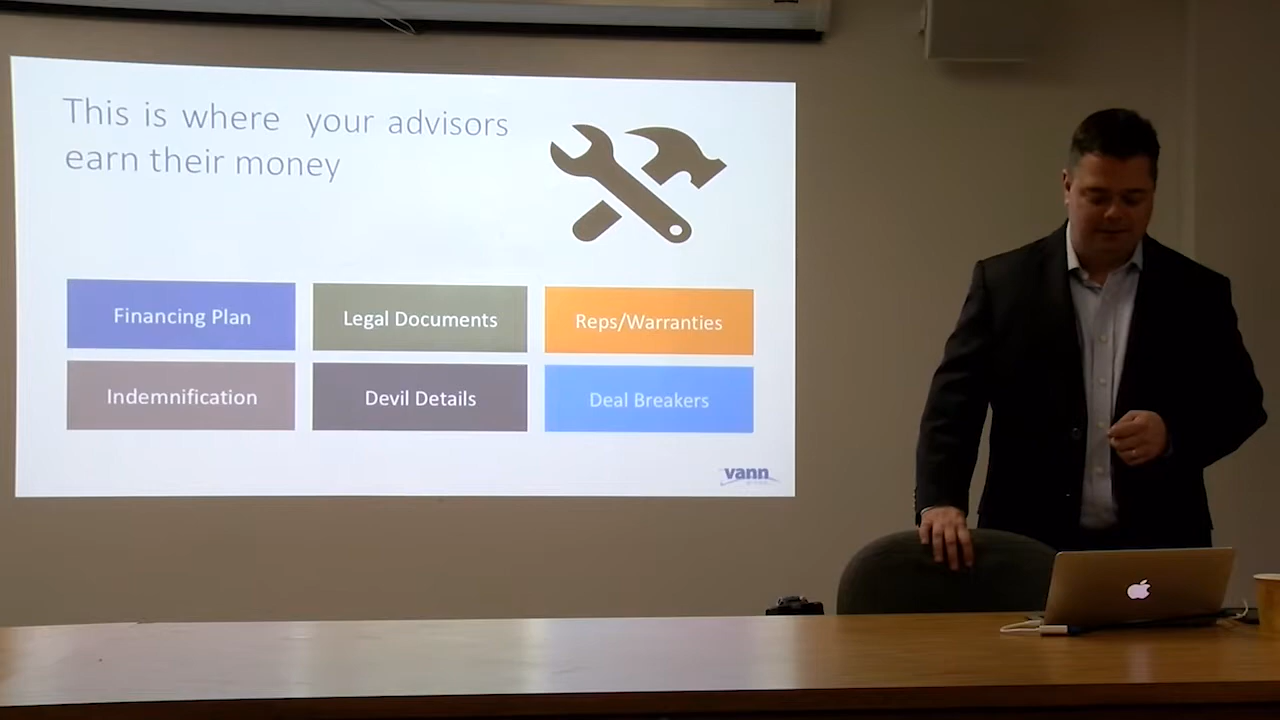 This is where your advisors
earn their money
Financing Plan
Legal Documents
Reps/Warranties
Indemnification
Devil Details
Deal Breakers
vann